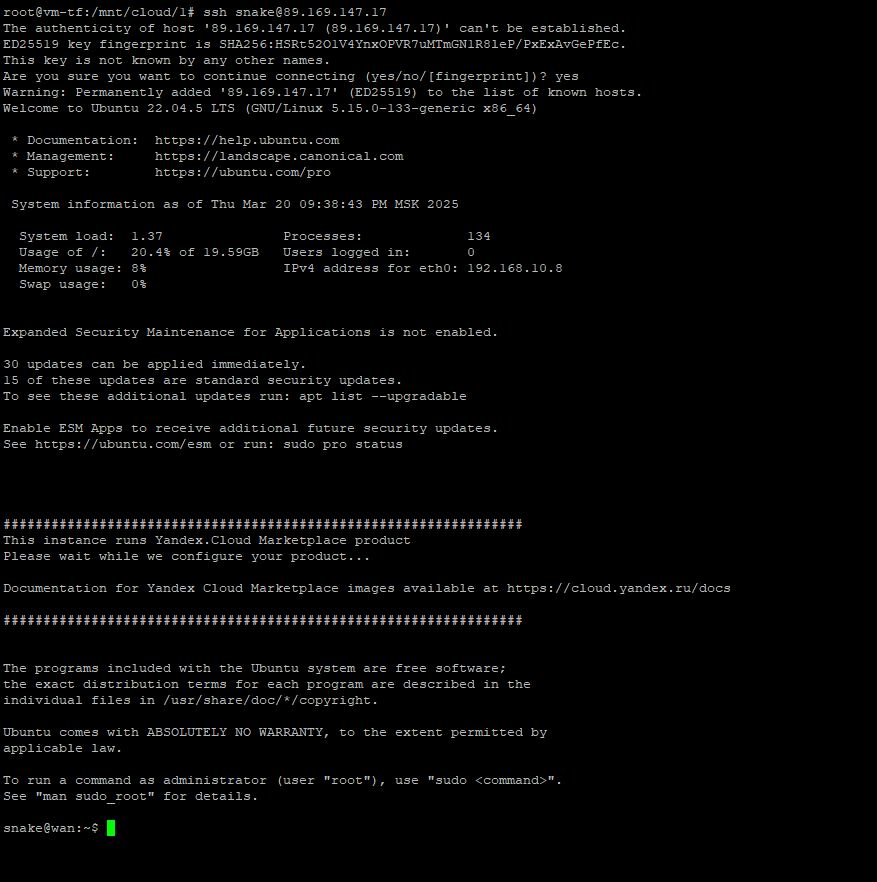 root@vm-tf:/mnt/cloud/1# ssh snake@89.169.147.17
The authenticity of host '89.169.147.17 (89.169.147.17)' can't be established.
ED25519 key fingerprint is SHA256:HSRt52O1V4YnxOPVR7uMTmGN1R81eP/PxExAvGePfEc.
This key is not known by any other names.
Are you sure you want to continue connecting (yes/no/[fingerprint])? yes
Warning: Permanently added '89.169.147.17' (ED25519) to the list of known hosts.
Welcome to Ubuntu 22.04.5 LTS (GNU/Linux 5.15.0-133-generic x86_64)

 * Documentation:  https://help.ubuntu.com
 * Management:     https://landscape.canonical.com
 * Support:        https://ubuntu.com/pro

 System information as of Thu Mar 20 09:38:43 PM MSK 2025

  System load:  1.37               Processes:             134
  Usage of /:   20.4% of 19.59GB   Users logged in:       0
  Memory usage: 8%                 IPv4 address for eth0: 192.168.10.8
  Swap usage:   0%


Expanded Security Maintenance for Applications is not enabled.

30 updates can be applied immediately.
15 of these updates are standard security updates.
To see these additional updates run: apt list --upgradable

Enable ESM Apps to receive additional future security updates.
See https://ubuntu.com/esm or run: sudo pro status




#################################################################
This instance runs Yandex.Cloud Marketplace product
Please wait while we configure your product...

Documentation for Yandex Cloud Marketplace images available at https://cloud.yandex.ru/docs

#################################################################


The programs included with the Ubuntu system are free software;
the exact distribution terms for each program are described in the
individual files in /usr/share/doc/*/copyright.

Ubuntu comes with ABSOLUTELY NO WARRANTY, to the extent permitted by
applicable law.

To run a command as administrator (user "root"), use "sudo <command>".
See "man sudo_root" for details.

snake@wan:~$